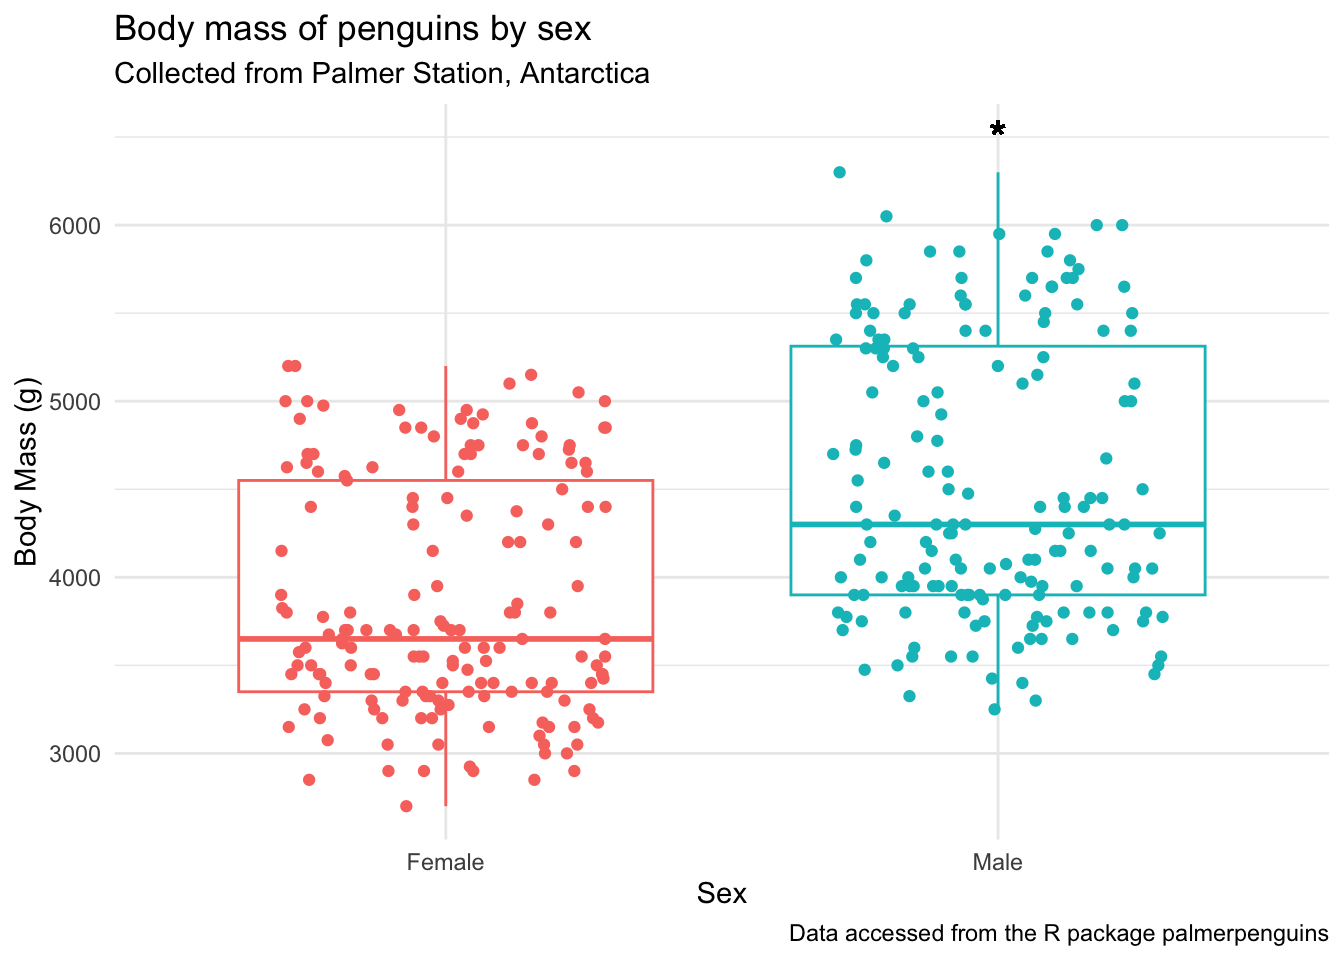 Body mass of penguins by sex
Collected from Palmer Station, Antarctica
*
6000
5000
4000
3000
Body Mass (g)
Female
Male
Sex
Data accessed from the R package palmerpenguins